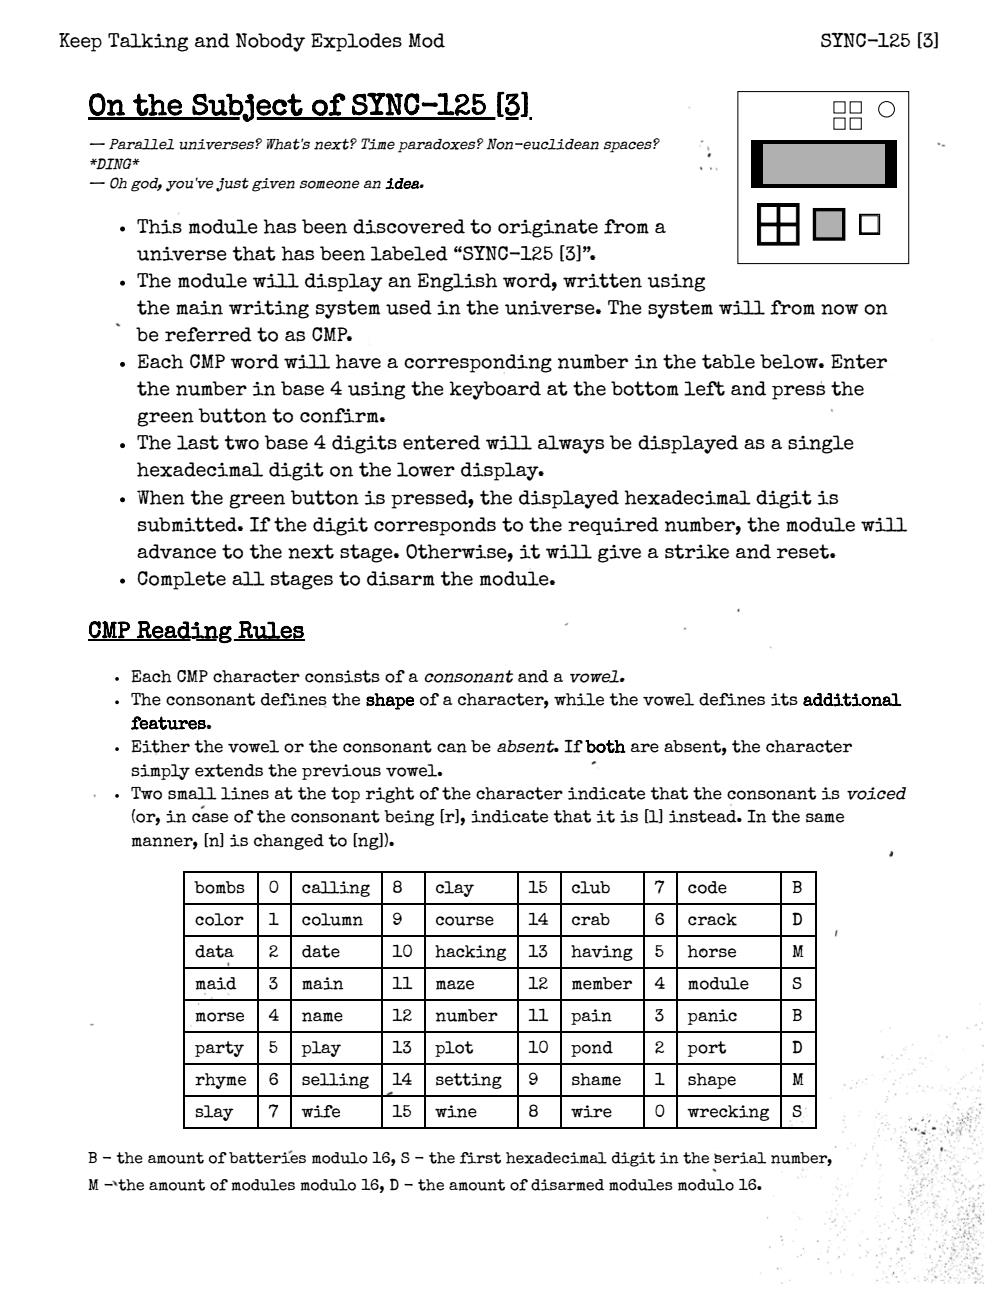 Keep Talking and Nobody Explodes Mod
SYNC-125 [3]
On the Subject of SYNC-125 [3]
— Parallel universes? What's next? Time paradoxes? Non-euclidean spaces?
*DING*
— Oh god, you've just given someone an idea.
• This module has been discovered to originate from a
universe that has been labeled “SYNC-125 [3]”.
• The module will display an English word, written using
the main writing system used in the universe. The system will from now on
be referred to as CMP.
• Each CMP word will have a corresponding number in the table below. Enter
the number in base 4 using the keyboard at the bottom left and press the
green button to confirm.
• The last two base 4 digits entered will always be displayed as a single
hexadecimal digit on the lower display.
• When the green button is pressed, the displayed hexadecimal digit is
submitted. If the digit corresponds to the required number, the module will
advance to the next stage. Otherwise, it will give a strike and reset.
• Complete all stages to disarm the module.
CMP Reading Rules
• Each CMP character consists of a consonant and a vowel.
• The consonant defines the shape of a character, while the vowel defines its additional
features.
• Either the vowel or the consonant can be absent. If both are absent, the character
simply extends the previous vowel.
• Two small lines at the top right of the character indicate that the consonant is voiced
(or, in case of the consonant being [r], indicate that it is [l] instead. In the same
manner, [n] is changed to [ng]).
bombs 0 calling 8 clay 15 club 7 code B
color 1 column 9 course 14 crab 6 crack D
data 2 date 10 hacking 13 having 5 horse M
maid 3 main 11 maze 12 member 4 module S
morse 4 name 12 number 11 pain 3 panic B
party 5 play 13 plot 10 pond 2 port D
rhyme 6 selling 14 setting 9 shame 1 shape M
slay 7 wife 15 wine 8 wire 0 wrecking S
B - the amount of batteries modulo 16, S - the first hexadecimal digit in the serial number,
M - the amount of modules modulo 16, D - the amount of disarmed modules modulo 16.